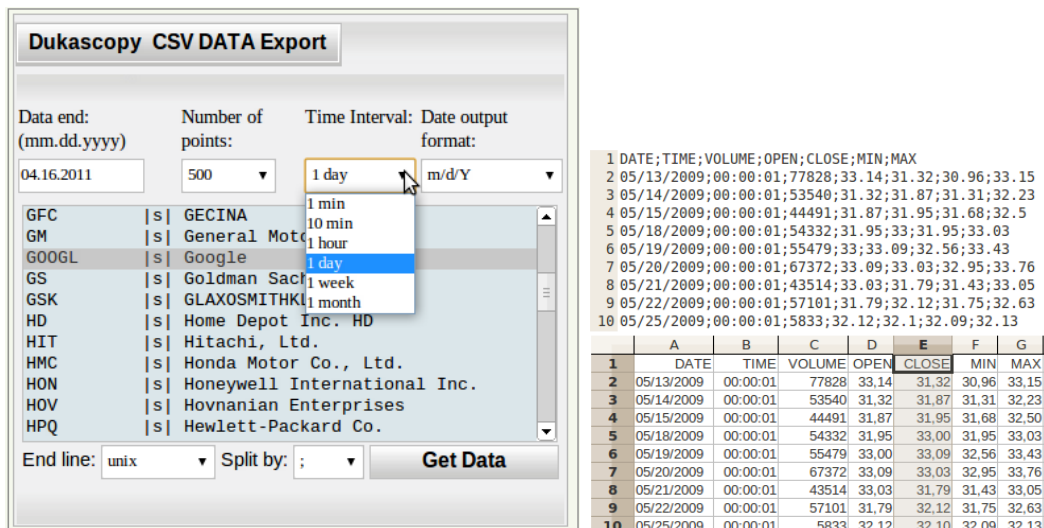 Dukascopy CSV DATA Export
Data end: Number of Time Interval: Date output
(mm.dd.yyyy) points: format:
04.16.2011 500 1 day m/d/Y
1 min
10 min
1 hour
1 day
1 week
1 month
GFC |s| GECINA
GM |s| General Moto
GOOGL |s| Google
GS |s| Goldman Sach
GSK |s| GLAXOSMITHKL
HD |s| Home Depot Inc. HD
HIT |s| Hitachi, Ltd.
HMC |s| Honda Motor Co., Ltd.
HON |s| Honeywell International Inc.
HOV |s| Hovnanian Enterprises
HPQ |s| Hewlett-Packard Co.
End line: unix Split by: ; Get Data
1 DATE;TIME;VOLUME;OPEN;CLOSE;MIN;MAX
2 05/13/2009;00:00:01;77828;33.14;31.32;30.96;33.15
3 05/14/2009;00:00:01;53540;31.32;31.87;31.31;32.23
4 05/15/2009;00:00:01;44491;31.87;31.95;31.68;32.5
5 05/18/2009;00:00:01;54332;31.95;33;31.95;33.03
6 05/19/2009;00:00:01;55479;33;33.09;32.56;33.43
7 05/20/2009;00:00:01;67372;33.09;33.03;32.95;33.76
8 05/21/2009;00:00:01;43514;33.03;31.79;31.43;33.05
9 05/22/2009;00:00:01;57101;31.79;32.12;31.75;32.63
10 05/25/2009;00:00:01;5833;32.12;32.1;32.09;32.13
A B C D E F G
1 DATE TIME VOLUME OPEN CLOSE MIN MAX
2 05/13/2009 00:00:01 77828 33,14 31,32 30,96 33,15
3 05/14/2009 00:00:01 53540 31,32 31,87 31,31 32,23
4 05/15/2009 00:00:01 44491 31,87 31,95 31,68 32,50
5 05/18/2009 00:00:01 54332 31,95 33,00 31,95 33,03
6 05/19/2009 00:00:01 55479 33,00 33,09 32,56 33,43
7 05/20/2009 00:00:01 67372 33,09 33,03 32,95 33,76
8 05/21/2009 00:00:01 43514 33,03 31,79 31,43 33,05
9 05/22/2009 00:00:01 57101 31,79 32,12 31,75 32,63
10 05/25/2009 00:00:01 5833 32,12 32,10 32,09 32,13